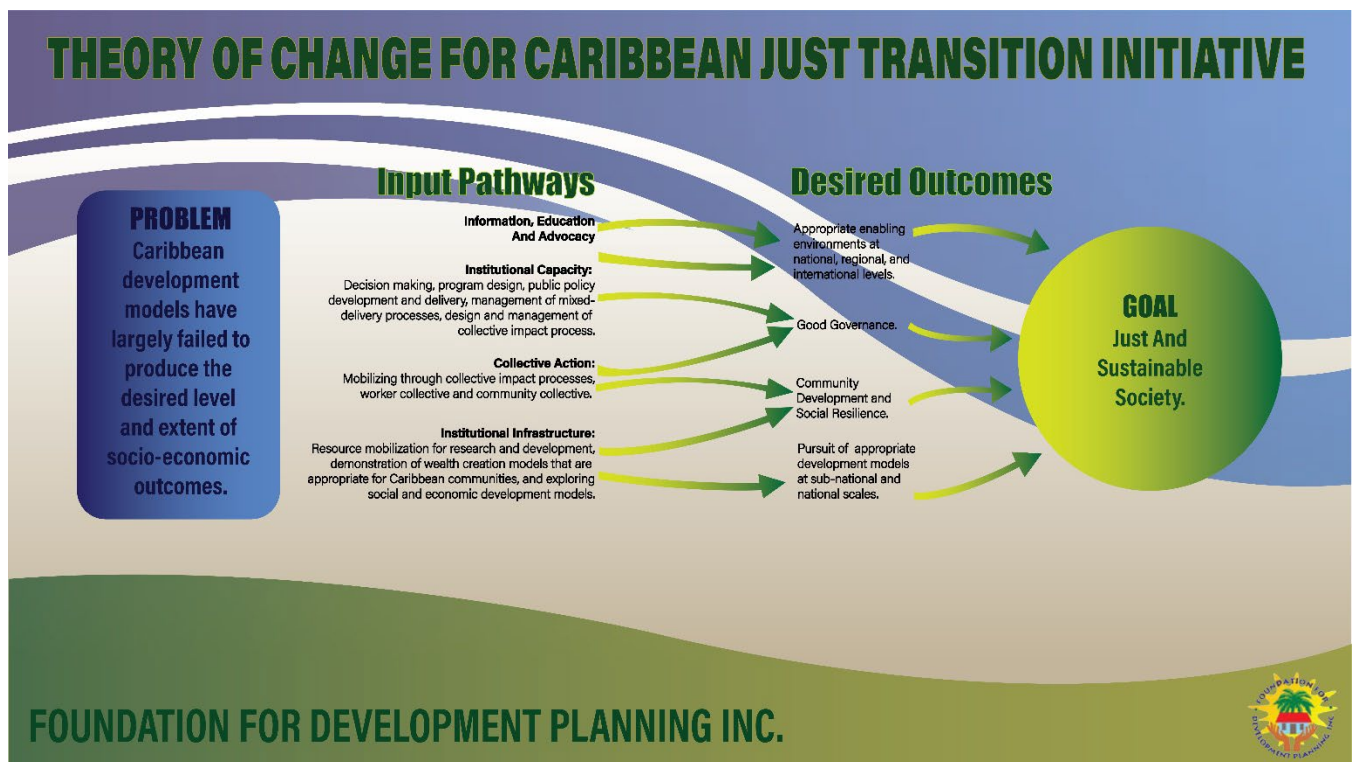 THEORY OF CHANGE FOR CARIBBEAN JUST TRANSITION INITIATIVE
PROBLEM
Caribbean
development
models have
largely failed to
produce the
desired level
and extent of
socio-economic
outcomes.
Input Pathways
Information, Education
And Advocacy
Institutional Capacity:
Decision making, program design, public policy
development and delivery, management of mixed-
delivery processes, design and management of
collective impact process.
Collective Action:
Mobilizing through collective impact processes,
worker collective and community collective.
Institutional Infrastructure:
Resource mobilization for research and development,
demonstration of wealth creation models that are
appropriate for Caribbean communities, and exploring
social and economic development models.
Desired Outcomes
Appropriate enabling
environments at
national, regional, and
international levels.
Good Governance.
Community
Development and
Social Resilience.
Pursuit of appropriate
development models
at sub-national and
national scales.
GOAL
Just And
Sustainable
Society.
FOUNDATION FOR DEVELOPMENT PLANNING INC.
FOUNDATION FOR
DEVELOPMENT PLANNING INC